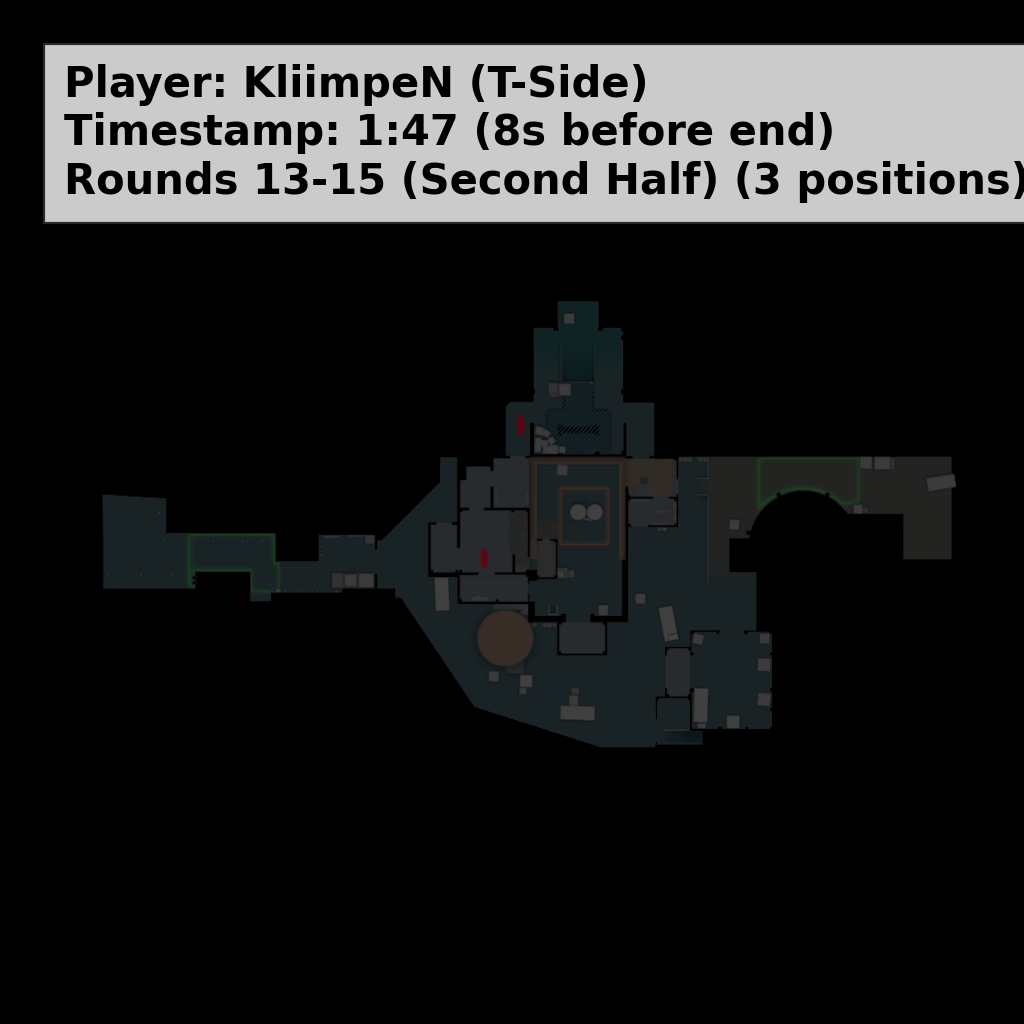 Player: KliimpeN (T-Side)
Timestamp: 1:47 (8s before end)
Rounds 13-15 (Second Half) (3 positions)